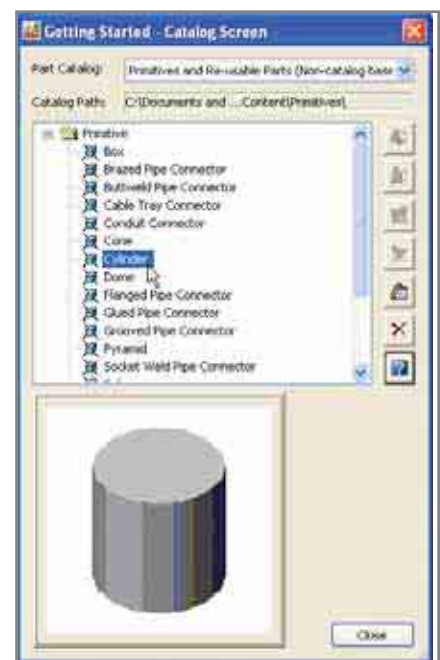 Getting Started - Catalog Screen
Part Catalog: Primitives and Re-usable Parts (Non-catalog base
Catalog Path: C:\Documents and ...Content\Primitives\
Primitive
Box
Brazed Pipe Connector
Buttweld Pipe Connector
Cable Tray Connector
Conduit Connector
Cone
Cylinder
Dome
Flanged Pipe Connector
Glued Pipe Connector
Grooved Pipe Connector
Pyramid
Socket Weld Pipe Connector
Close